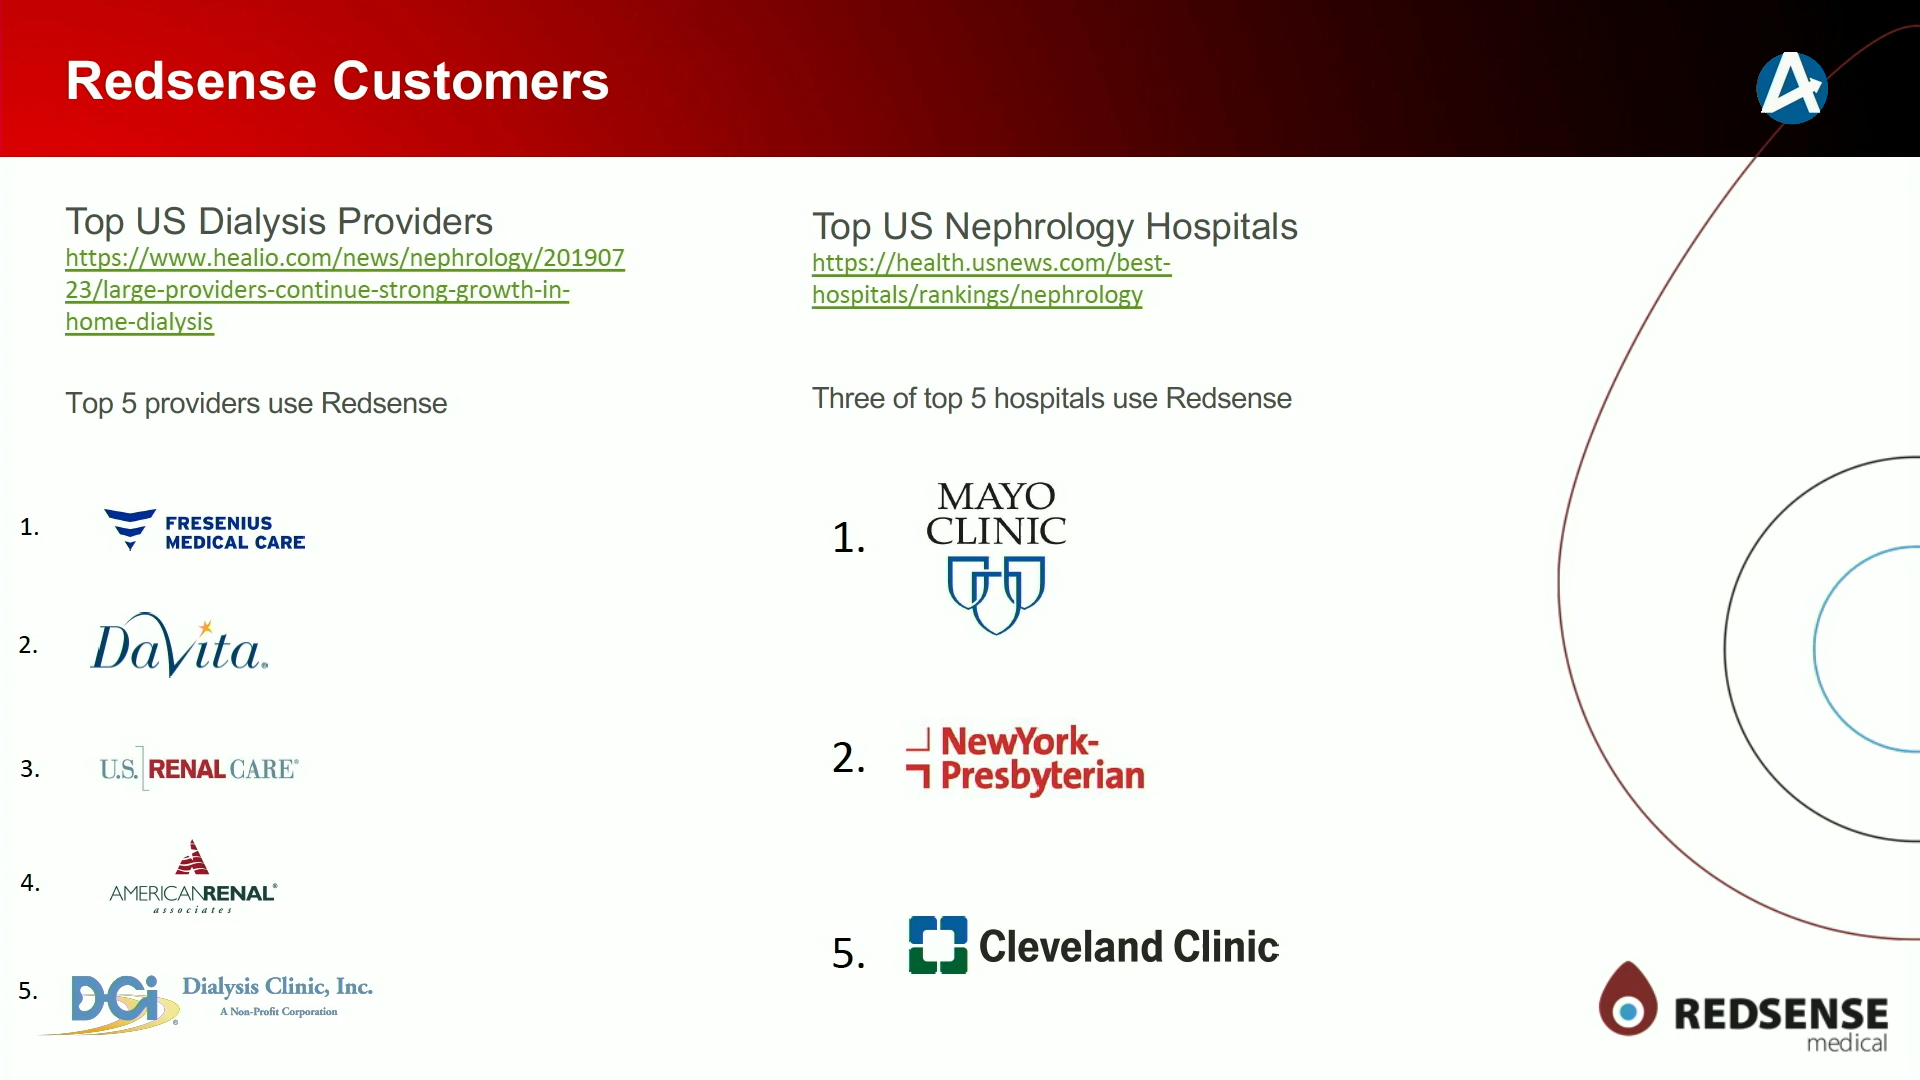 Redsense Customers
Top US Dialysis Providers
https://www.healio.com/news/nephrology/201907
23/large-providers-continue-strong-growth-in-
home-dialysis
Top 5 providers use Redsense
1.
FRESENIUS
MEDICAL CARE
2.
DaVita®
3.
U.S. RENAL CARE®
4.
AMERICANRENAL®
associates
5.
DCi®
Dialysis Clinic, Inc.
A Non-Profit Corporation
Top US Nephrology Hospitals
https://health.usnews.com/best-
hospitals/rankings/nephrology
Three of top 5 hospitals use Redsense
1.
MAYO
CLINIC
2.
NewYork-
Presbyterian
5.
Cleveland Clinic
REDSENSE
medical